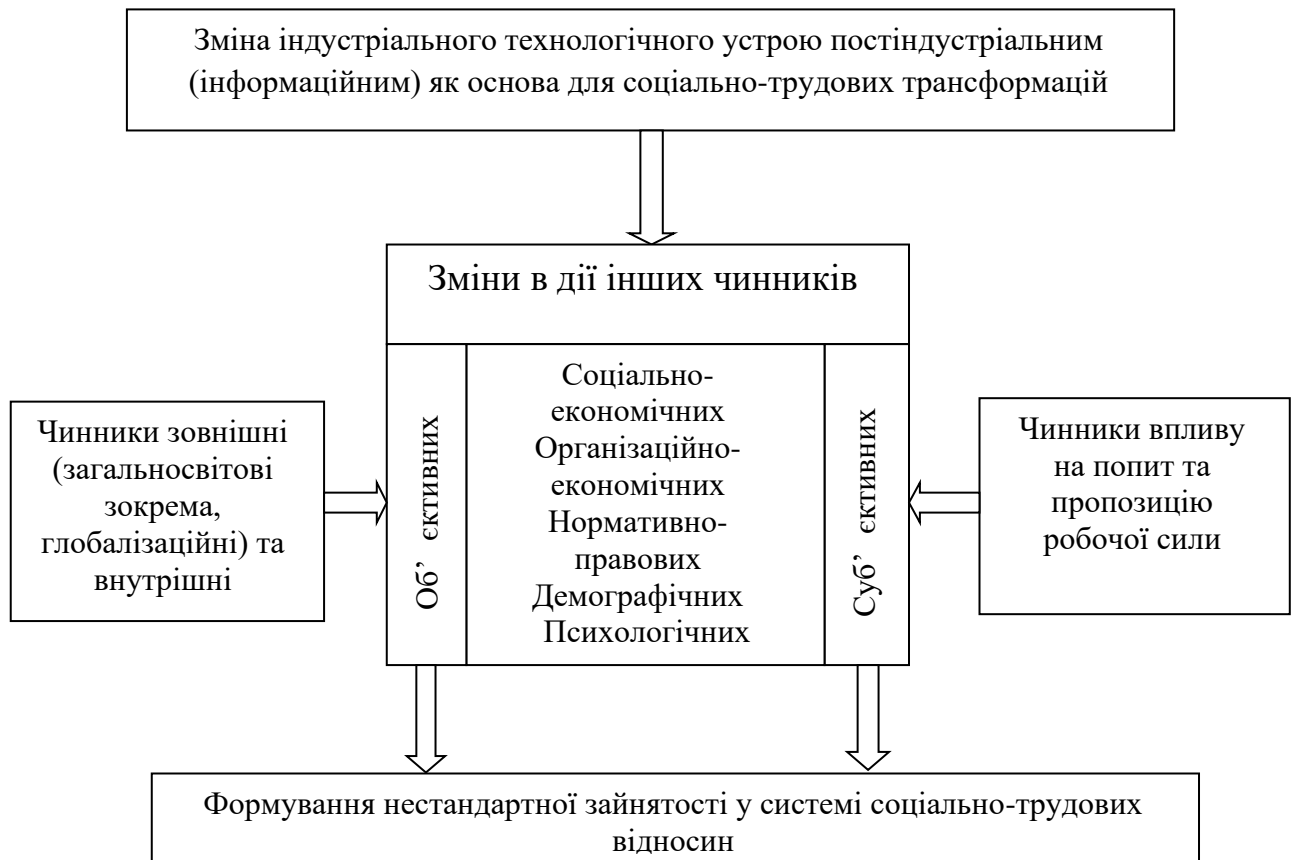 Зміна індустріального технологічного устрою постіндустріальним
(інформаційним) як основа для соціально-трудових трансформацій
Зміни в дії інших чинників
Чинники зовнішні
(загальносвітові
зокрема,
глобалізаційні) та
внутрішні
Об’ єктивних
Соціально-
економічних
Організаційно-
економічних
Нормативно-
правових
Демографічних
Психологічних
Суб’ єктивних
Чинники впливу
на попит та
пропозицію
робочої сили
Формування нестандартної зайнятості у системі соціально-трудових
відносин